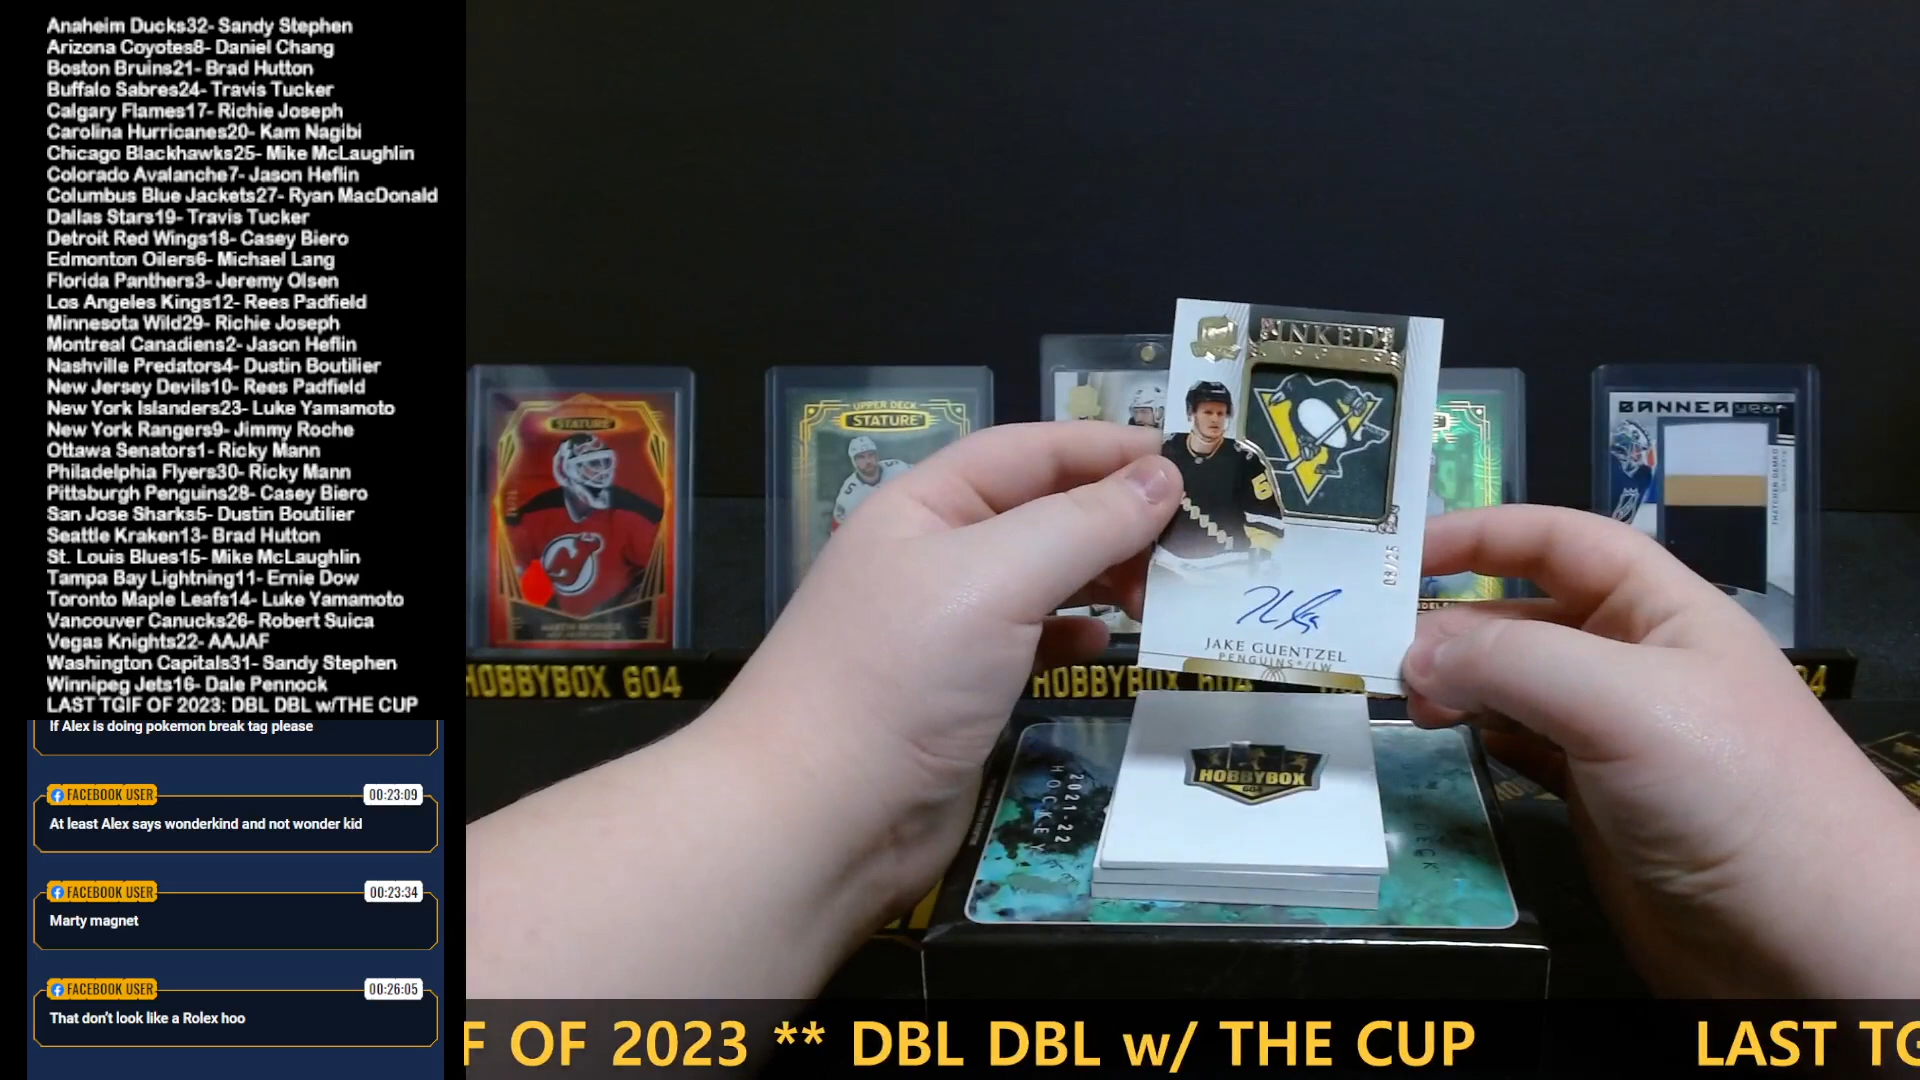 Anaheim Ducks32- Sandy Stephen
Arizona Coyotes8- Daniel Chang
Boston Bruins21- Brad Hutton
Buffalo Sabres24- Travis Tucker
Calgary Flames17- Richie Joseph
Carolina Hurricanes20- Kam Nagibi
Chicago Blackhawks25- Mike McLaughlin
Colorado Avalanche7- Jason Heflin
Columbus Blue Jackets27- Ryan MacDonald
Dallas Stars19- Travis Tucker
Detroit Red Wings18- Casey Biero
Edmonton Oilers6- Michael Lang
Florida Panthers3- Jeremy Olsen
Los Angeles Kings12- Rees Padfield
Minnesota Wild29- Richie Joseph
Montreal Canadiens2- Jason Heflin
Nashville Predators4- Dustin Boutilier
New Jersey Devils10- Rees Padfield
New York Islanders23- Luke Yamamoto
New York Rangers9- Jimmy Roche
Ottawa Senators1- Ricky Mann
Philadelphia Flyers30- Ricky Mann
Pittsburgh Penguins28- Casey Biero
San Jose Sharks5- Dustin Boutilier
Seattle Kraken13- Brad Hutton
St. Louis Blues15- Mike McLaughlin
Tampa Bay Lightning11- Ernie Dow
Toronto Maple Leafs14- Luke Yamamoto
Vancouver Canucks26- Robert Suica
Vegas Knights22- AAJAF
Washington Capitals31- Sandy Stephen
Winnipeg Jets16- Dale Pennock
LAST TGIF OF 2023: DBL DBL w/THE CUP
If Alex is doing pokemon break tag please
FACEBOOK USER 00:23:09
At least Alex says wonderkind and not wonder kid
FACEBOOK USER 00:23:34
Marty magnet
FACEBOOK USER 00:26:05
That don't look like a Rolex hoo
INKED
09/25
JAKE GUENTZEL
PENGUINS*/LW
STATURE
UPPER DECK
STATURE
BANNER year
THATCHER DEMKO
HOBBYBOX 604
HOBBYBOX 604
HOBBYBOX
604
2021-22
HOCKEY
F OF 2023 ** DBL DBL w/ THE CUP
LAST TG